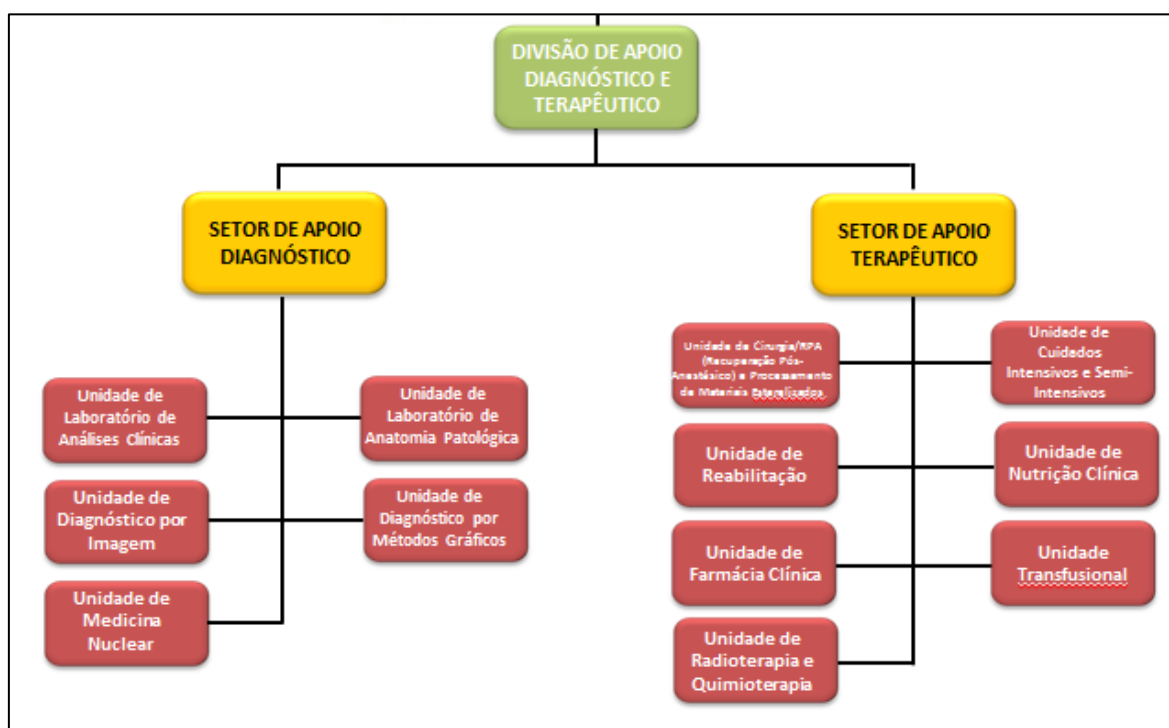 DIVISÃO DE APOIO
DIAGNÓSTICO E
TERAPÊUTICO
SETOR DE APOIO
DIAGNÓSTICO
SETOR DE APOIO
TERAPÊUTICO
Unidade de
Laboratório de
Análises Clínicas
Unidade de
Laboratório de
Anatomia Patológica
Unidade de
Diagnóstico por
Imagem
Unidade de
Diagnóstico por
Métodos Gráficos
Unidade de
Medicina
Nuclear
Unidade de Cirurgia/RPA
(Recuperação Pós-
Anestésico) e Processamento
de Materiais Esteralizados
Unidade de
Cuidados
Intensivos e Semi-
Intensivos
Unidade de
Reabilitação
Unidade de
Nutrição Clínica
Unidade de
Farmácia Clínica
Unidade
Transfusional
Unidade de
Radioterapia e
Quimioterapia